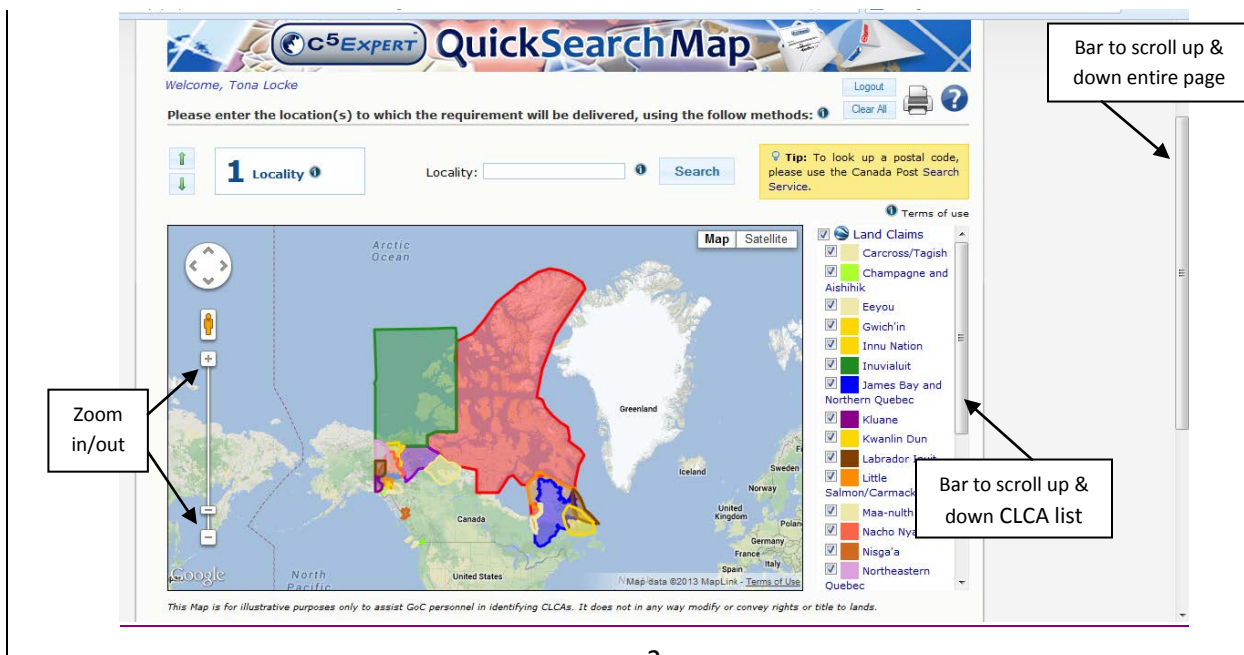 C5EXPERT QuickSearchMap
Bar to scroll up &
down entire page
Welcome, Tona Locke
Logout
Clear All
Please enter the location(s) to which the requirement will be delivered, using the follow methods:
1 Locality
Locality:
Search
Tip: To look up a postal code,
please use the Canada Post Search
Service.
Terms of use
Map Satellite
Arctic
Ocean
Greenland
Iceland
Sweden
Norway
United
Kingdom
Germany
France
Spain Italy
Canada
United States
North
Pacific
Google
Map data ©2013 MapLink - Terms of Use
Land Claims
Carcross/Tagish
Champagne and
Aishihik
Eeyou
Gwich'in
Innu Nation
Inuvialuit
James Bay and
Northern Quebec
Kluane
Kwanlin Dun
Labrador
Little
Salmon/Carmack
Maa-nulth
Nacho Ny
Nisga'a
Northeastern
Quebec
Zoom
in/out
Bar to scroll up &
down CLCA list
This Map is for illustrative purposes only to assist GoC personnel in identifying CLCAs. It does not in any way modify or convey rights or title to lands.